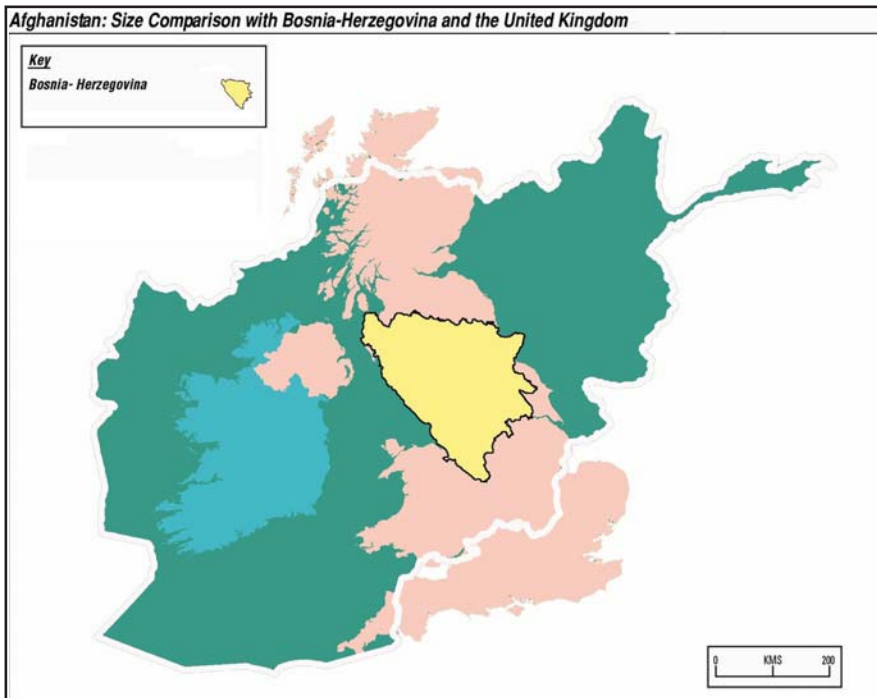 Afghanistan: Size Comparison with Bosnia-Herzegovina and the United Kingdom
Key
Bosnia- Herzegovina
0 KMS 200